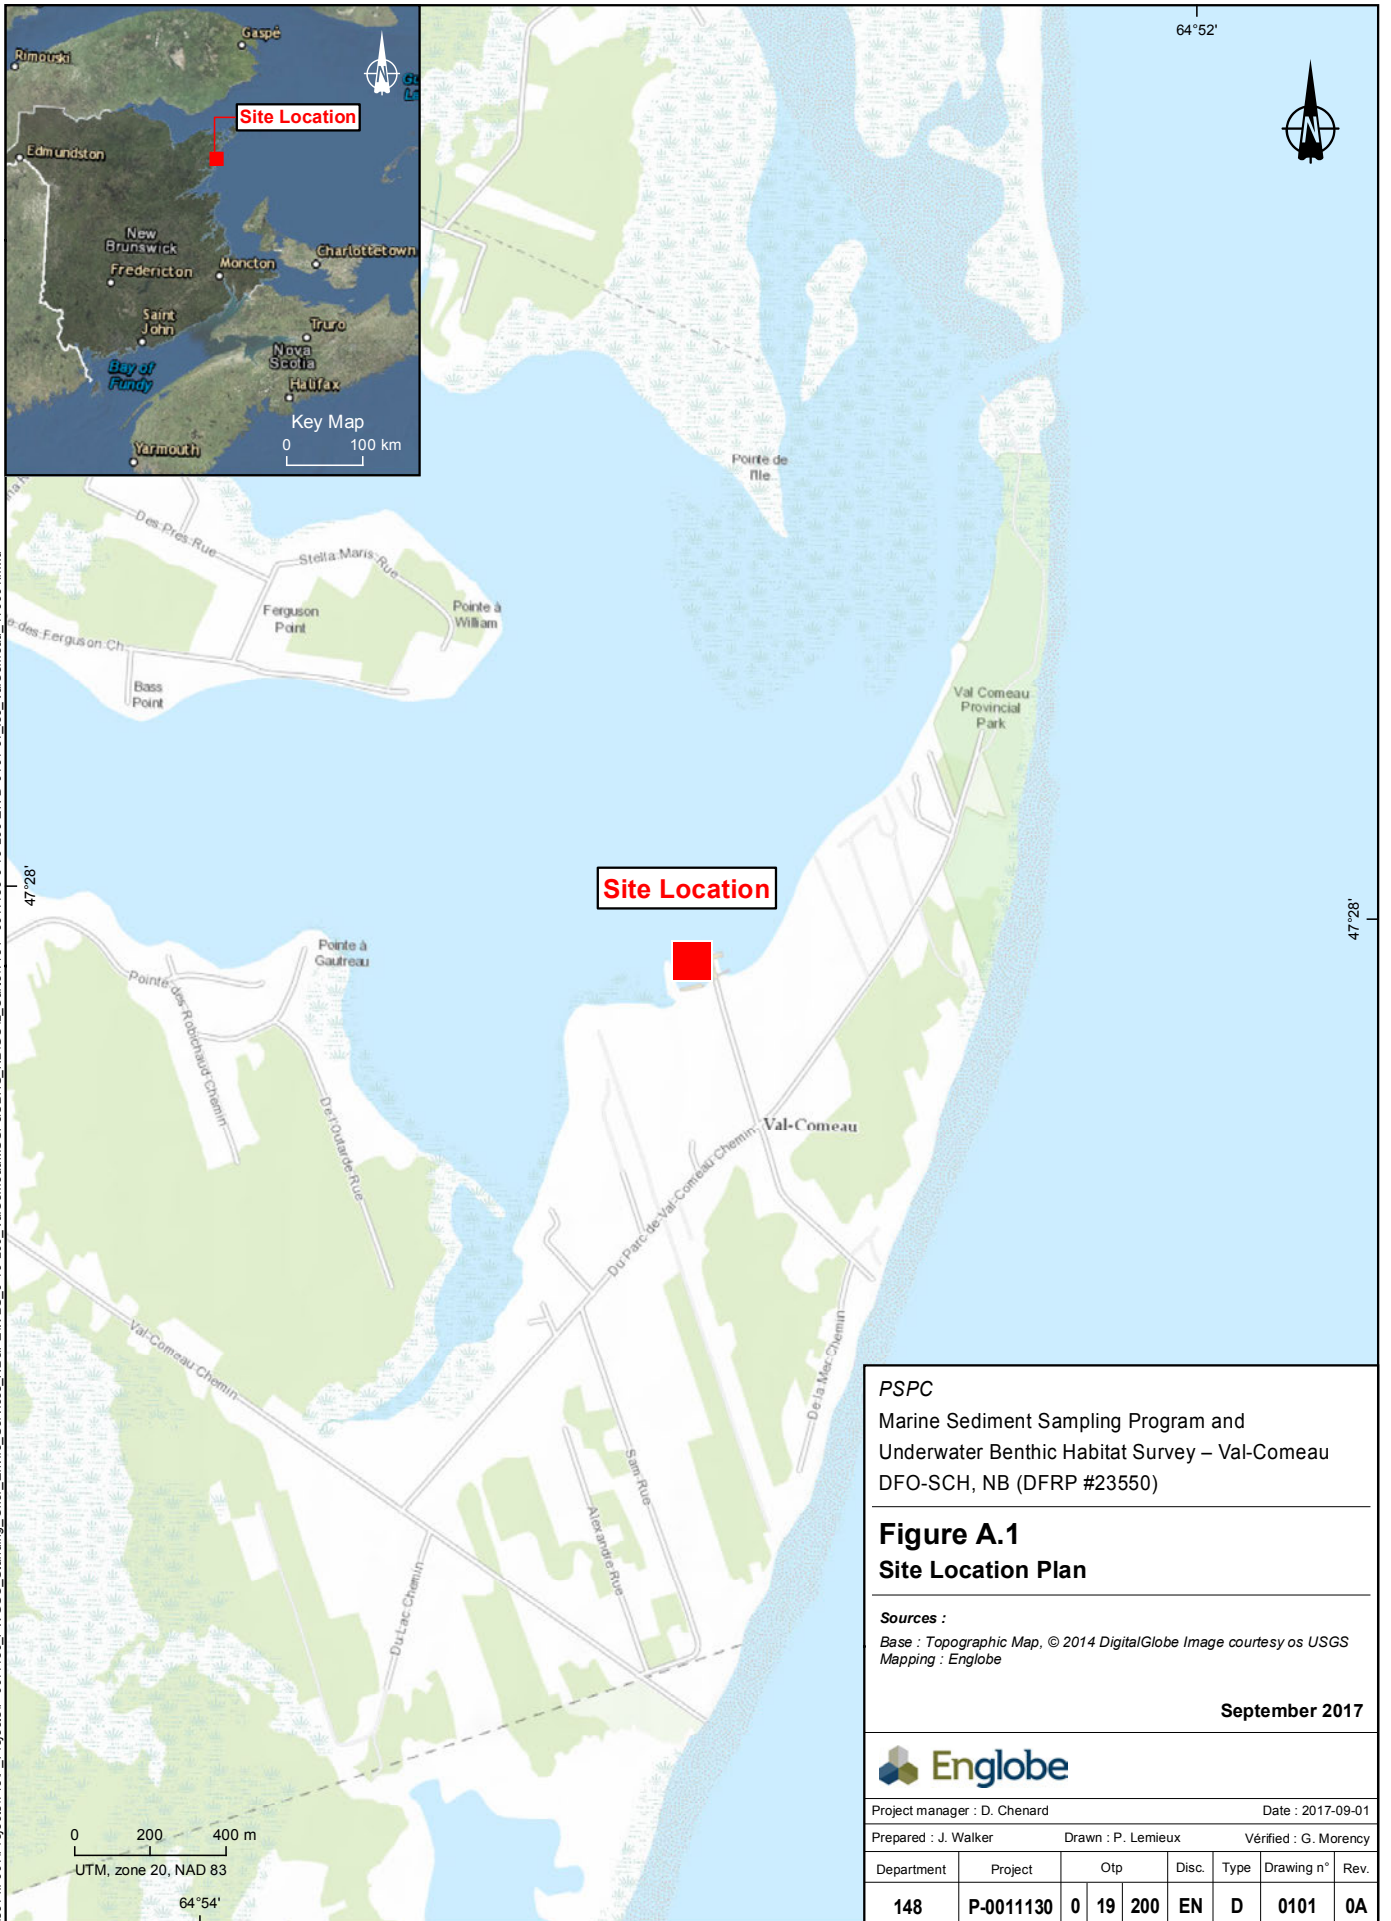 64°52'
Gaspé
Rimouski
Site Location
Edmundston
New
Brunswick
Charlottetown
Moncton
Fredericton
Saint
John
Truro
Nova
Scotia
Bay of
Fundy
Halifax
Key Map
0 100 km
Yarmouth
Pointe de
l'Ile
Des Pres Rue
Stella Maris Rue
Ferguson
Point
Pointe à
William
des Ferguson Ch
Bass
Point
Val Comeau
Provincial
Park
47°28'
Site Location
47°28'
Pointe à
Gautreau
Pointe des Robichaud Chemin
De l'Outarde Rue
Val-Comeau
Du Parc de Val-Comeau Chemin
Val-Comeau Chemin
De la Mer Chemin
Sam Rue
Alexandre Rue
Du Lac Chemin
0 200 400 m
UTM, zone 20, NAD 83
64°54'
PSPC
Marine Sediment Sampling Program and
Underwater Benthic Habitat Survey – Val-Comeau
DFO-SCH, NB (DFRP #23550)
Figure A.1
Site Location Plan
Sources :
Base : Topographic Map, © 2014 DigitalGlobe Image courtesy os USGS
Mapping : Englobe
September 2017
Englobe
Project manager : D. Chenard Date : 2017-09-01
Prepared : J. Walker Drawn : P. Lemieux Vérified : G. Morency
Department Project Otp Disc. Type Drawing n° Rev.
148 P-0011130 0 19 200 EN D 0101 0A